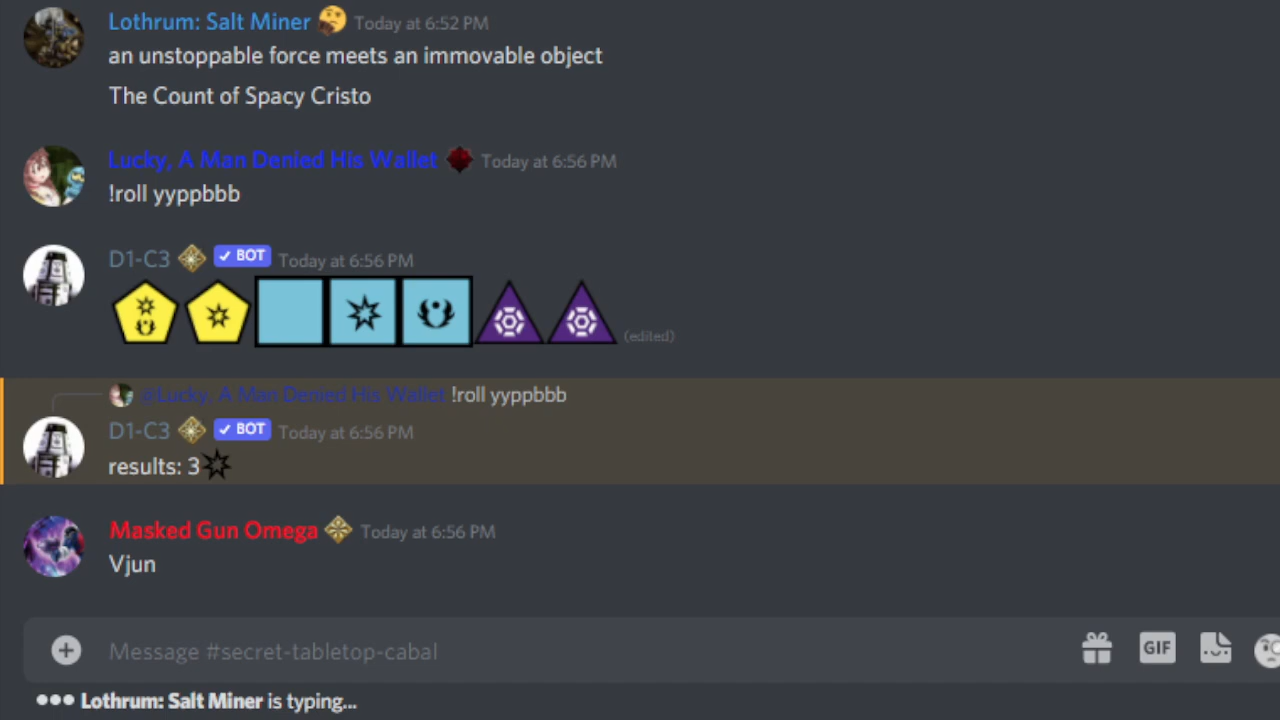 Lothrum: Salt Miner Today at 6:52 PM
an unstoppable force meets an immovable object
The Count of Spacy Cristo
Lucky, A Man Denied His Wallet Today at 6:56 PM
!roll yyppbbb
D1-C3 ✓ BOT Today at 6:56 PM
(edited)
@Lucky, A Man Denied His Wallet !roll yyppbbb
D1-C3 ✓ BOT Today at 6:56 PM
results: 3
Masked Gun Omega Today at 6:56 PM
Vjun
Message #secret-tabletop-cabal
GIF
Lothrum: Salt Miner is typing...